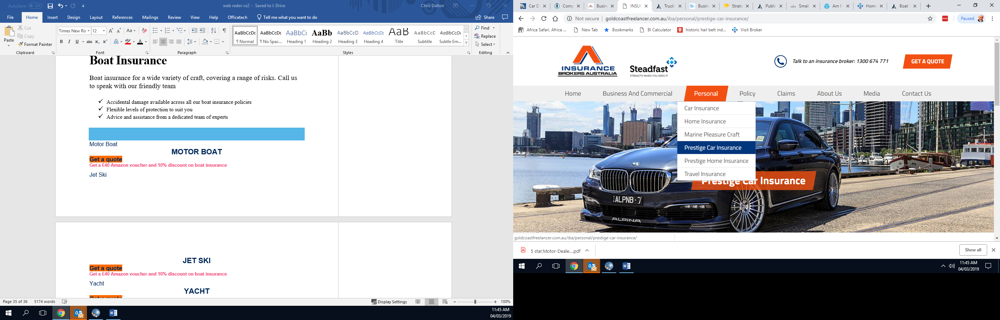 AutoSave Off
web redev vs2 - Saved to I: Drive
Chris Dalton
File Home Insert Design Layout References Mailings Review View Help Officetech Tell me what you want to do Share
Paste
Cut
Copy
Format Painter
Times New Ro 12
AaBbCcDc AaBbCcDc AaBbCc AaBb AaBbCcD AaBbCcDc AaB AaBbCcD AaBbCcDc
¶ Normal ¶ No Spac... Heading 1 Heading 2 Heading 3 Heading 4 Title Subtitle Subtle Em...
Find
Replace
Select
Clipboard Font Paragraph Styles Editing
Boat Insurance
Boat insurance for a wide variety of craft, covering a range of risks. Call us
to speak with our friendly team
✓ Accidental damage available across all our boat insurance policies
✓ Flexible levels of protection to suit you
✓ Advice and assistance from a dedicated team of experts
Motor Boat
MOTOR BOAT
Get a quote
Get a £40 Amazon voucher and 10% discount on boat insurance
Jet Ski
JET SKI
Get a quote
Get a £40 Amazon voucher and 10% discount on boat insurance
Yacht
YACHT
Get a quote
Page 35 of 36 5174 words Display Settings 100%
11:45 AM
04/03/2019
Car D Comp Busin INSUF Truck Busin Strata Public Small Am I Home Boat
Not secure goldcoastfreelancer.com.au/iba/personal/prestige-car-insurance/ Paused
Africa Safari, Africa ... New Tab Bookmarks BI Calculator historic hail belt ind... Visit Broker
INSURANCE
BROKERS AUSTRALIA
Steadfast
STRENGTH WHEN YOU NEED IT
Talk to an insurance broker: 1300 674 771
GET A QUOTE
Home Business And Commercial Personal Policy Claims About Us Media Contact Us
Car Insurance
Home Insurance
Marine Pleasure Craft
Prestige Car Insurance
Prestige Home Insurance
Travel Insurance
Prestige Car Insurance
ALPNB·7
ALPINA
goldcoastfreelancer.com.au/iba/personal/prestige-car-insurance/
5 star;Motor-Deale....pdf
Show all
11:45 AM
04/03/2019